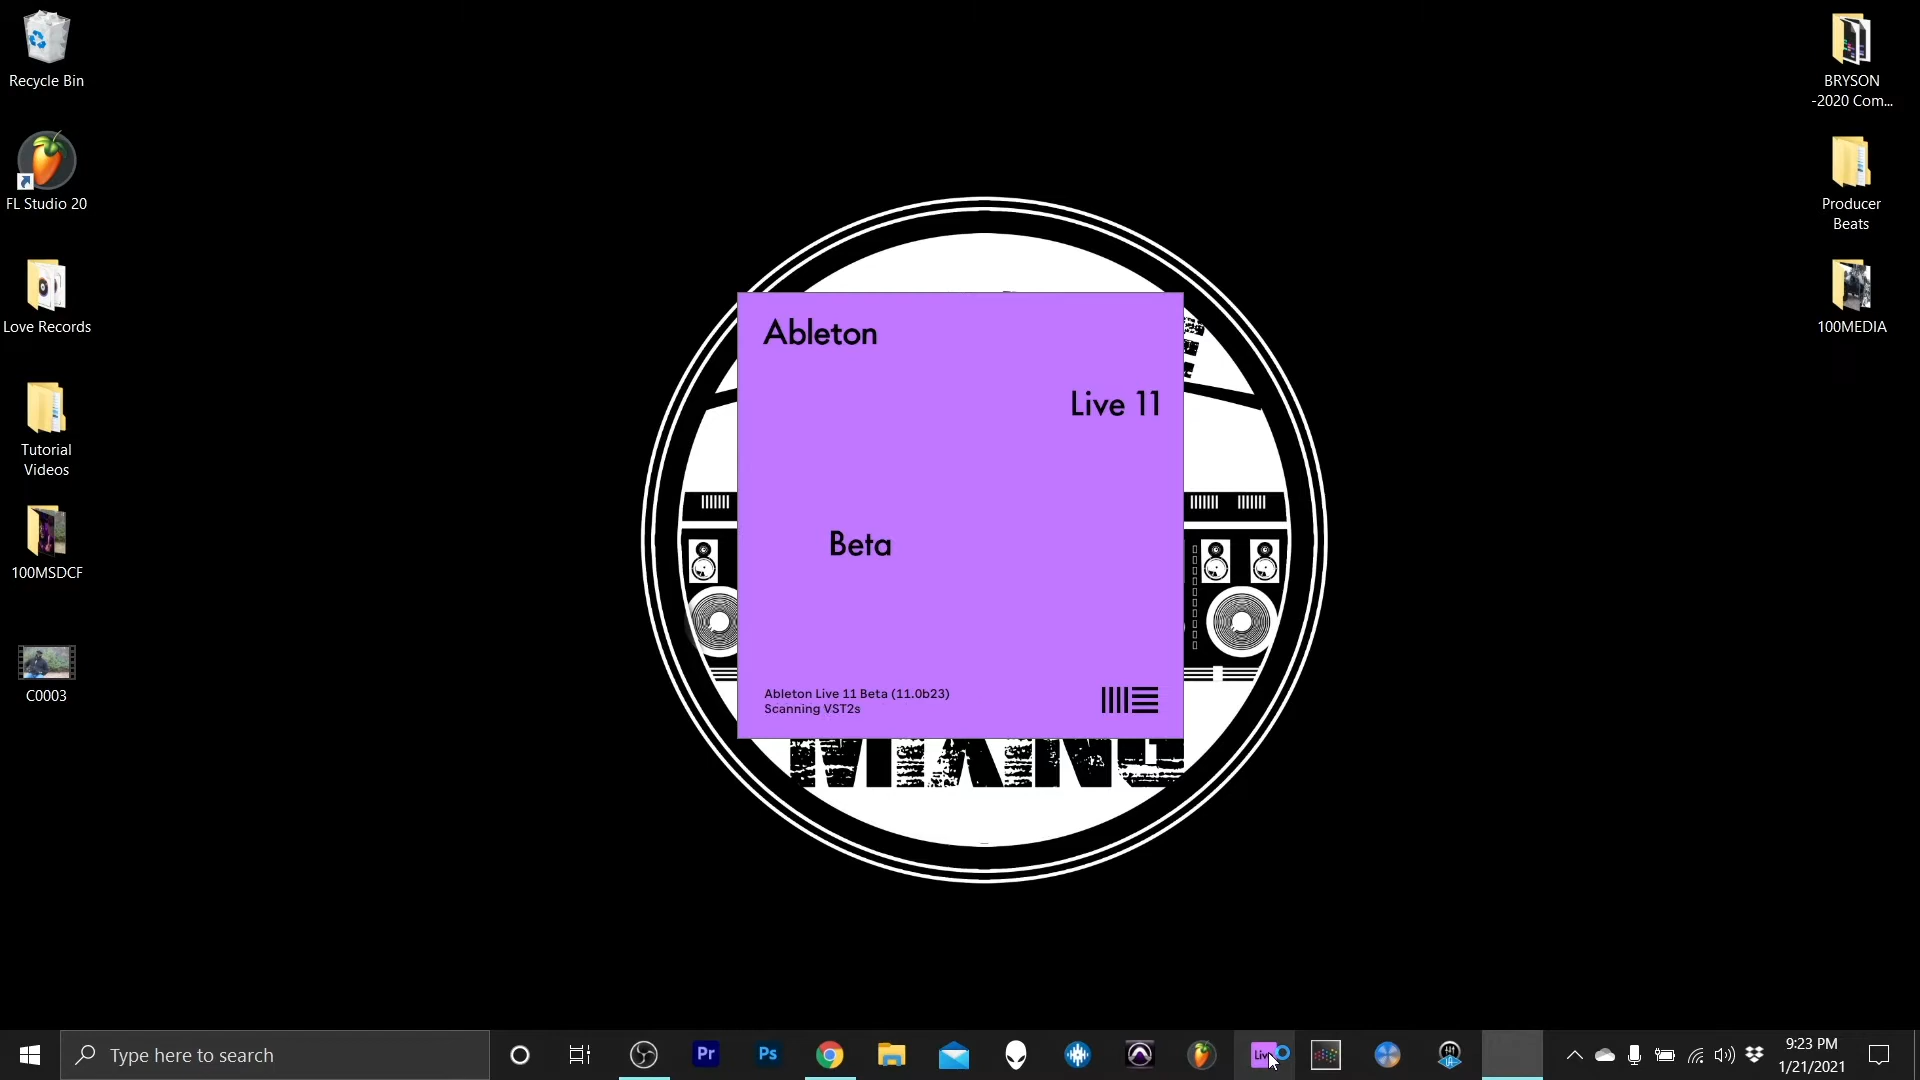 Recycle Bin
FL Studio 20
Love Records
Tutorial
Videos
100MSDCF
C0003
Ableton
Live 11
Beta
Ableton Live 11 Beta (11.0b23)
Scanning VST2s
BRYSON
-2020 Com...
Producer
Beats
100MEDIA
Type here to search
Pr
Ps
9:23 PM
1/21/2021